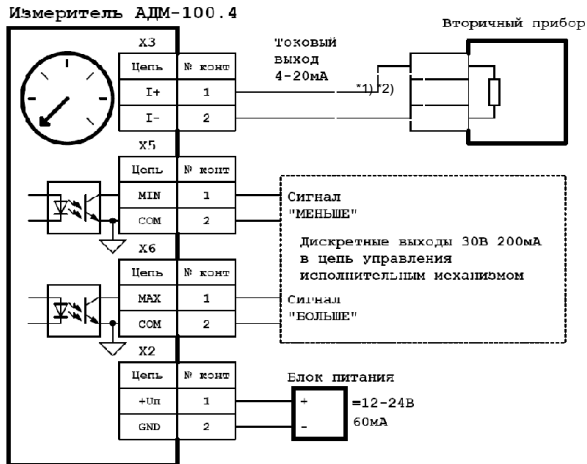 Измеритель АДМ-100.4
Вторичный прибор
X3
Цепь № конт
I+ 1
I- 2
Токовый
выход
4-20мА
*1) *2)
X5
Цепь № конт
MIN 1
COM 2
Сигнал
"МЕНЬШЕ"
Дискретные выходы 30В 200мА
в цепь управления
исполнительным механизмом
X6
Цепь № конт
MAX 1
COM 2
Сигнал
"БОЛЬШЕ"
X2
Цепь № конт
+Uп 1
GND 2
Блок питания
+
-
=12-24В
60мА